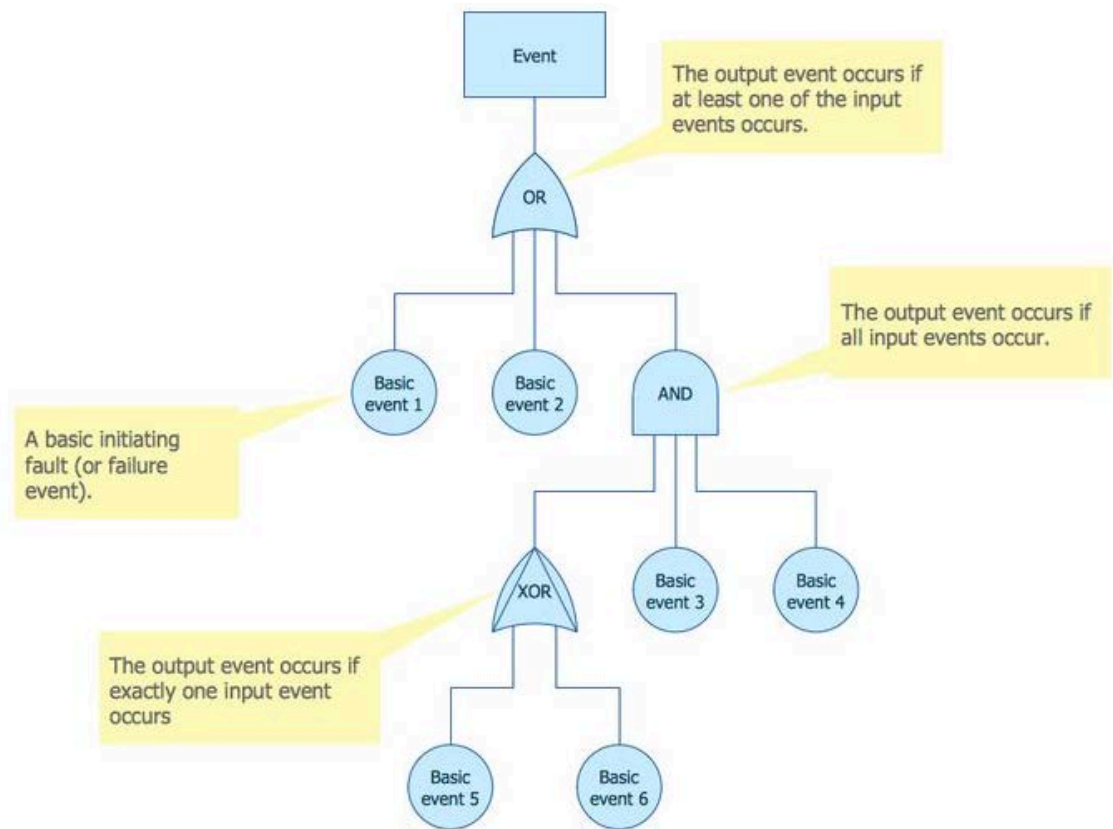 Event
The output event occurs if
at least one of the input
events occurs.
OR
The output event occurs if
all input events occur.
Basic
event 1
Basic
event 2
AND
A basic initiating
fault (or failure
event).
XOR
Basic
event 3
Basic
event 4
The output event occurs if
exactly one input event
occurs
Basic
event 5
Basic
event 6